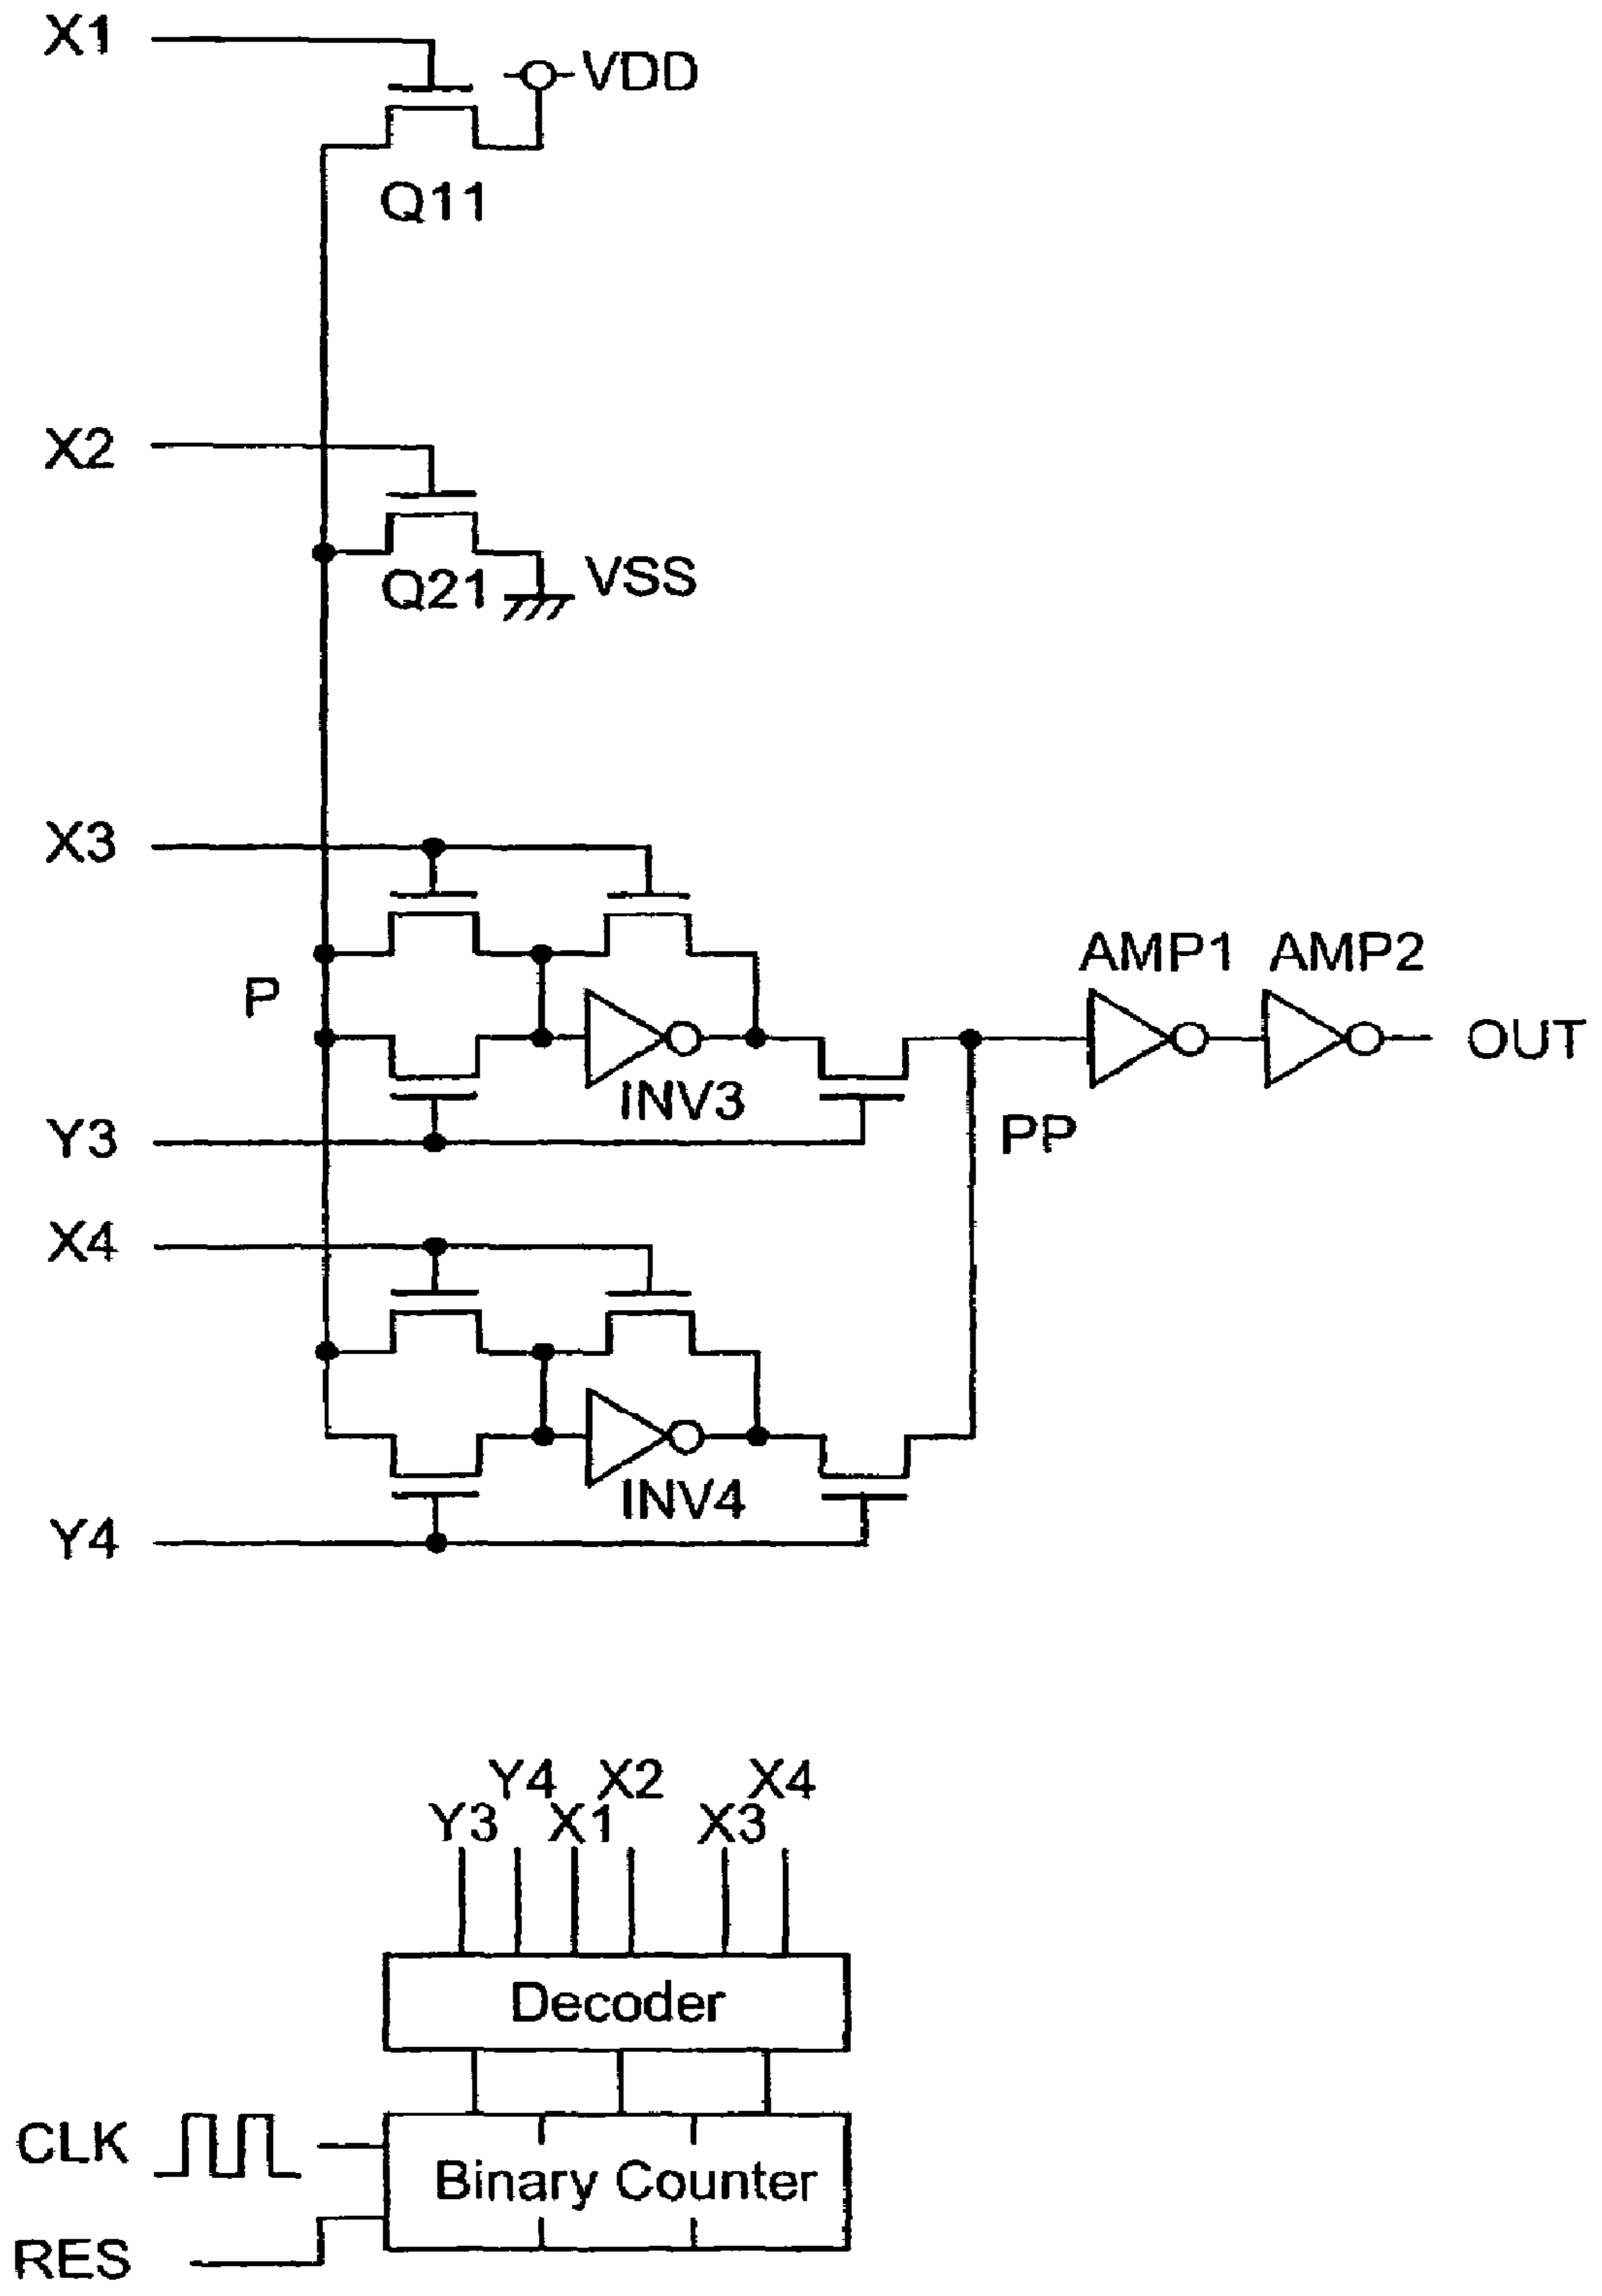 X1
VDD
Q11
X2
Q21
VSS
X3
P
INV3
AMP1
AMP2
OUT
Y3
PP
X4
INV4
Y4
Y3 Y4 X1 X2 X3 X4
Decoder
CLK
Binary Counter
RES